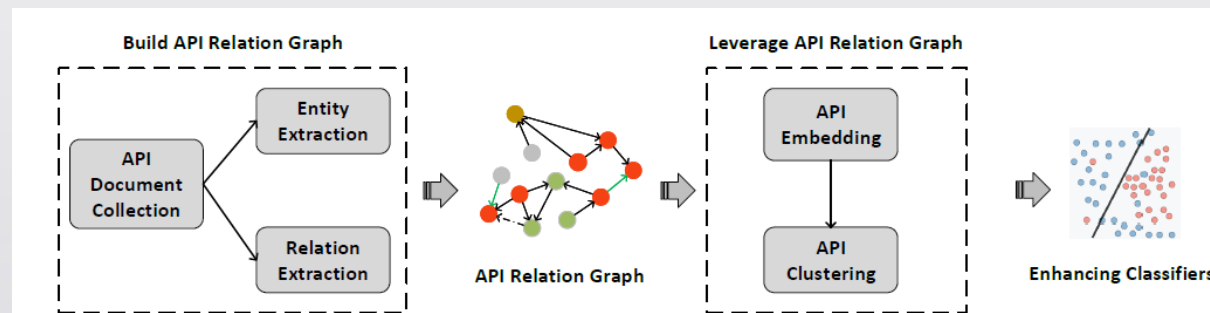 Build API Relation Graph
API
Document
Collection
Entity
Extraction
Relation
Extraction
API Relation Graph
Leverage API Relation Graph
API
Embedding
API
Clustering
Enhancing Classifiers